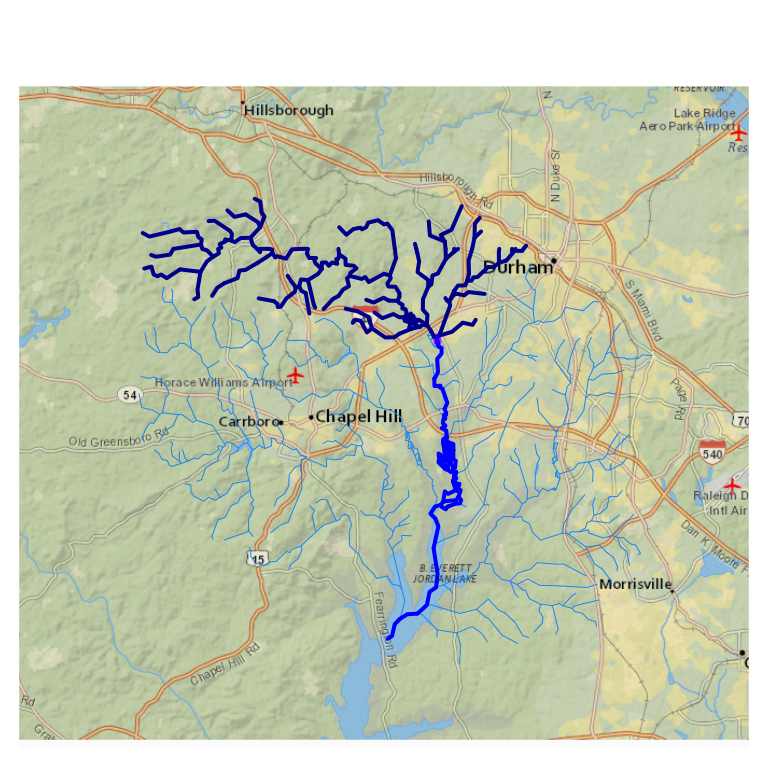 RESERVOIR
Hillsborough
Lake Ridge
Aero Park Airport
Res
N
N Duke St
Hillsborough Rd
Durham
S Miami Blvd
Horace Williams Airport
54
Page Rd
Chapel Hill
Carrboro
70
Old Greensboro Rd
540
Raleigh D
Intl Air
Dan K Moore F
15
B. EVERETT
JORDAN LAKE
Morrisville
Fearrington Rd
Chapel Hill Rd
C
Rd
Gra